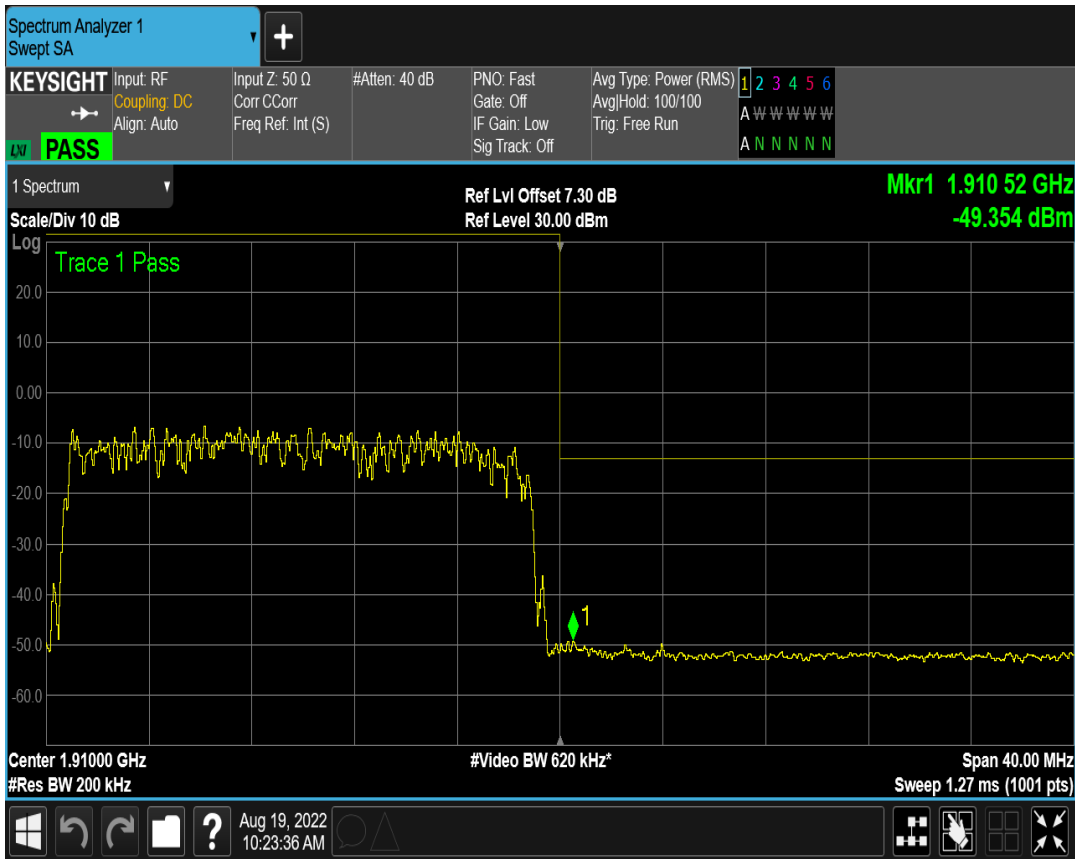 Spectrum Analyzer 1
Swept SA
+
KEYSIGHT
LXI PASS
Input: RF
Coupling: DC
Align: Auto
Input Z: 50 Ω
Corr CCorr
Freq Ref: Int (S)
#Atten: 40 dB
PNO: Fast
Gate: Off
IF Gain: Low
Sig Track: Off
Avg Type: Power (RMS)
Avg|Hold: 100/100
Trig: Free Run
1 2 3 4 5 6
A W W W W W
A N N N N N
1 Spectrum
Scale/Div 10 dB
Ref Lvl Offset 7.30 dB
Ref Level 30.00 dBm
Mkr1 1.910 52 GHz
-49.354 dBm
Log
Trace 1 Pass
20.0
10.0
0.00
-10.0
-20.0
-30.0
-40.0
1
-50.0
-60.0
Center 1.91000 GHz
#Res BW 200 kHz
#Video BW 620 kHz*
Span 40.00 MHz
Sweep 1.27 ms (1001 pts)
?
Aug 19, 2022
10:23:36 AM